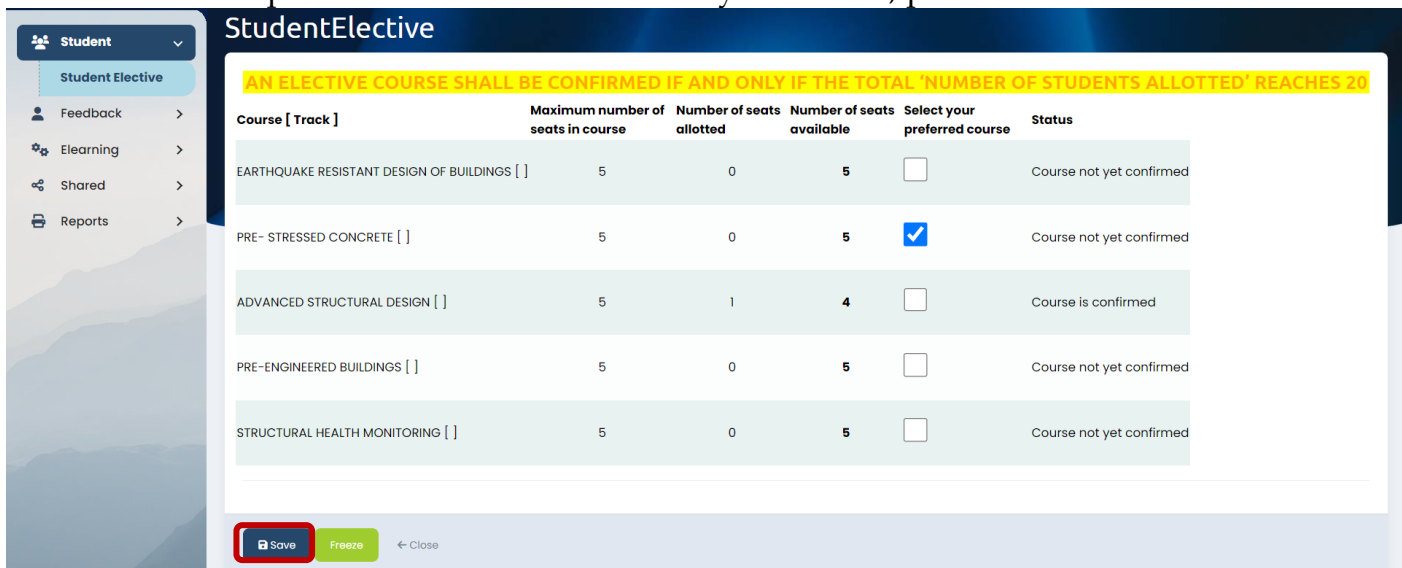 StudentElective
Student
Student Elective
Feedback
Elearning
Shared
Reports
AN ELECTIVE COURSE SHALL BE CONFIRMED IF AND ONLY IF THE TOTAL ‘NUMBER OF STUDENTS ALLOTTED’ REACHES 20
Course [ Track ] Maximum number of seats in course Number of seats allotted Number of seats available Select your preferred course Status
EARTHQUAKE RESISTANT DESIGN OF BUILDINGS [ ] 5 0 5 Course not yet confirmed
PRE- STRESSED CONCRETE [ ] 5 0 5 Course not yet confirmed
ADVANCED STRUCTURAL DESIGN [ ] 5 1 4 Course is confirmed
PRE-ENGINEERED BUILDINGS [ ] 5 0 5 Course not yet confirmed
STRUCTURAL HEALTH MONITORING [ ] 5 0 5 Course not yet confirmed
Save Freeze ← Close